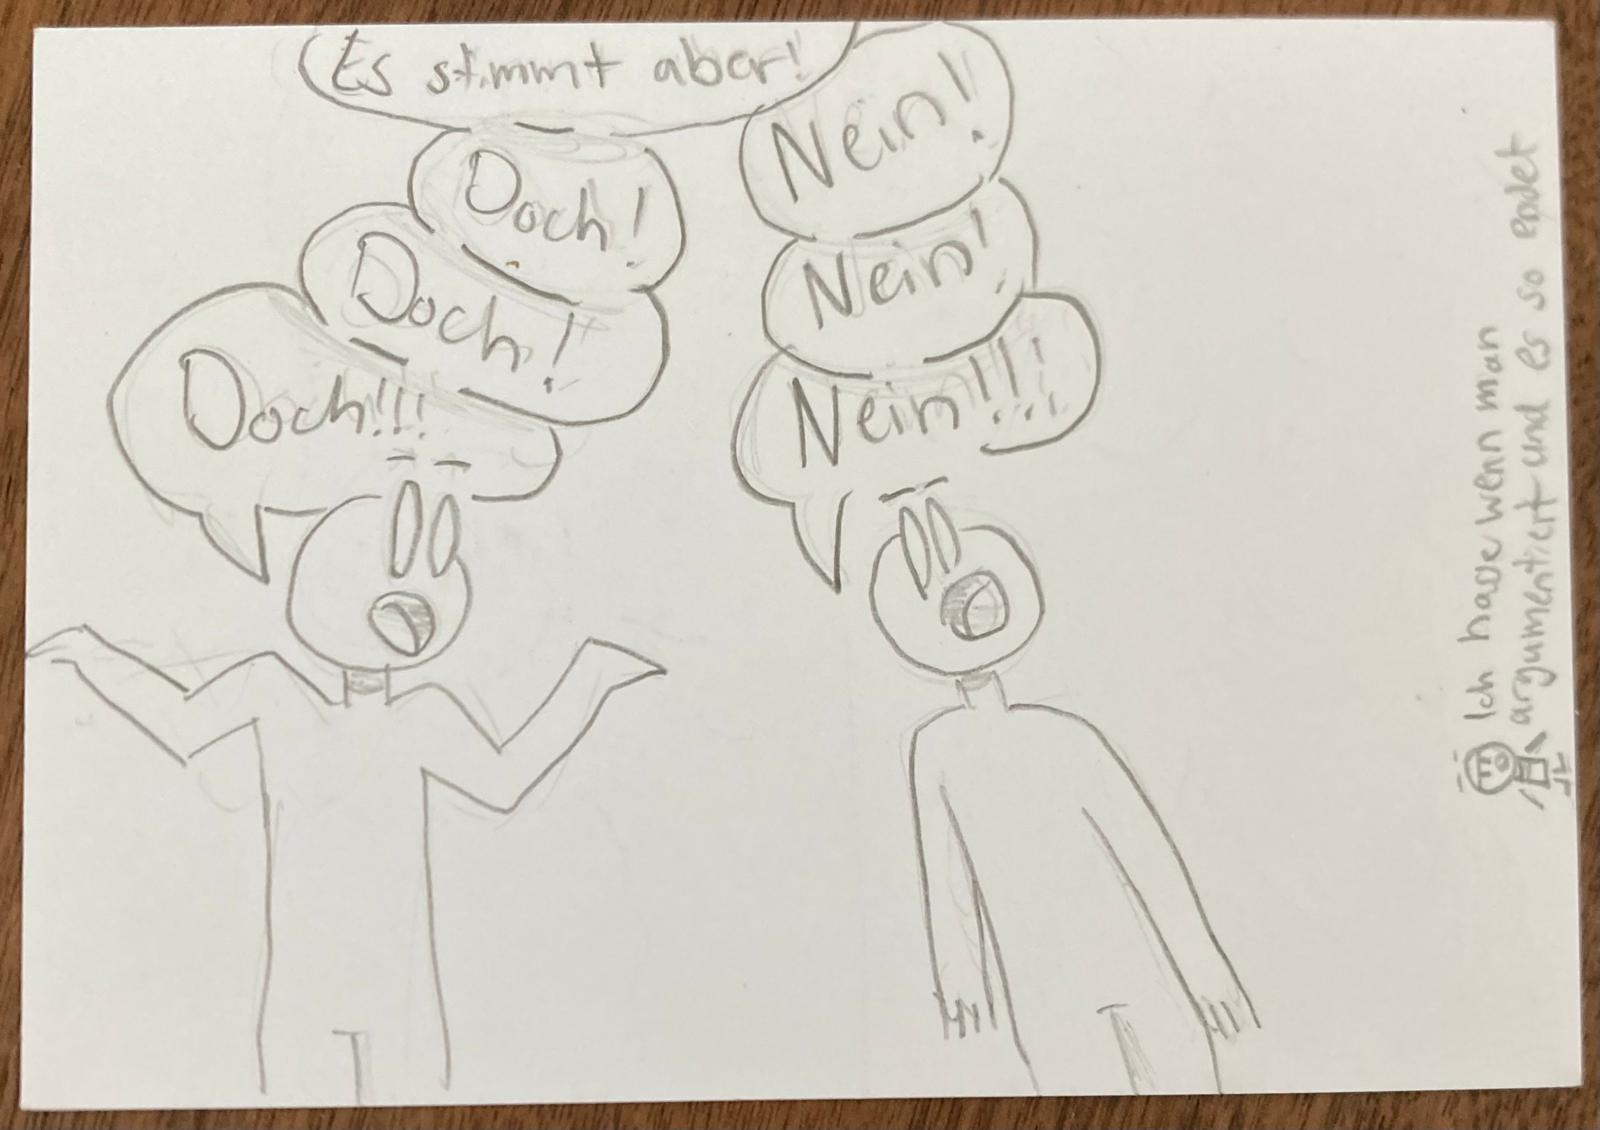 Es stimmt aber!
Nein!
Doch!
Nein!
Doch!
Nein!!!
Doch!!!
Ich hasse wenn man
argumentiert und es so endet